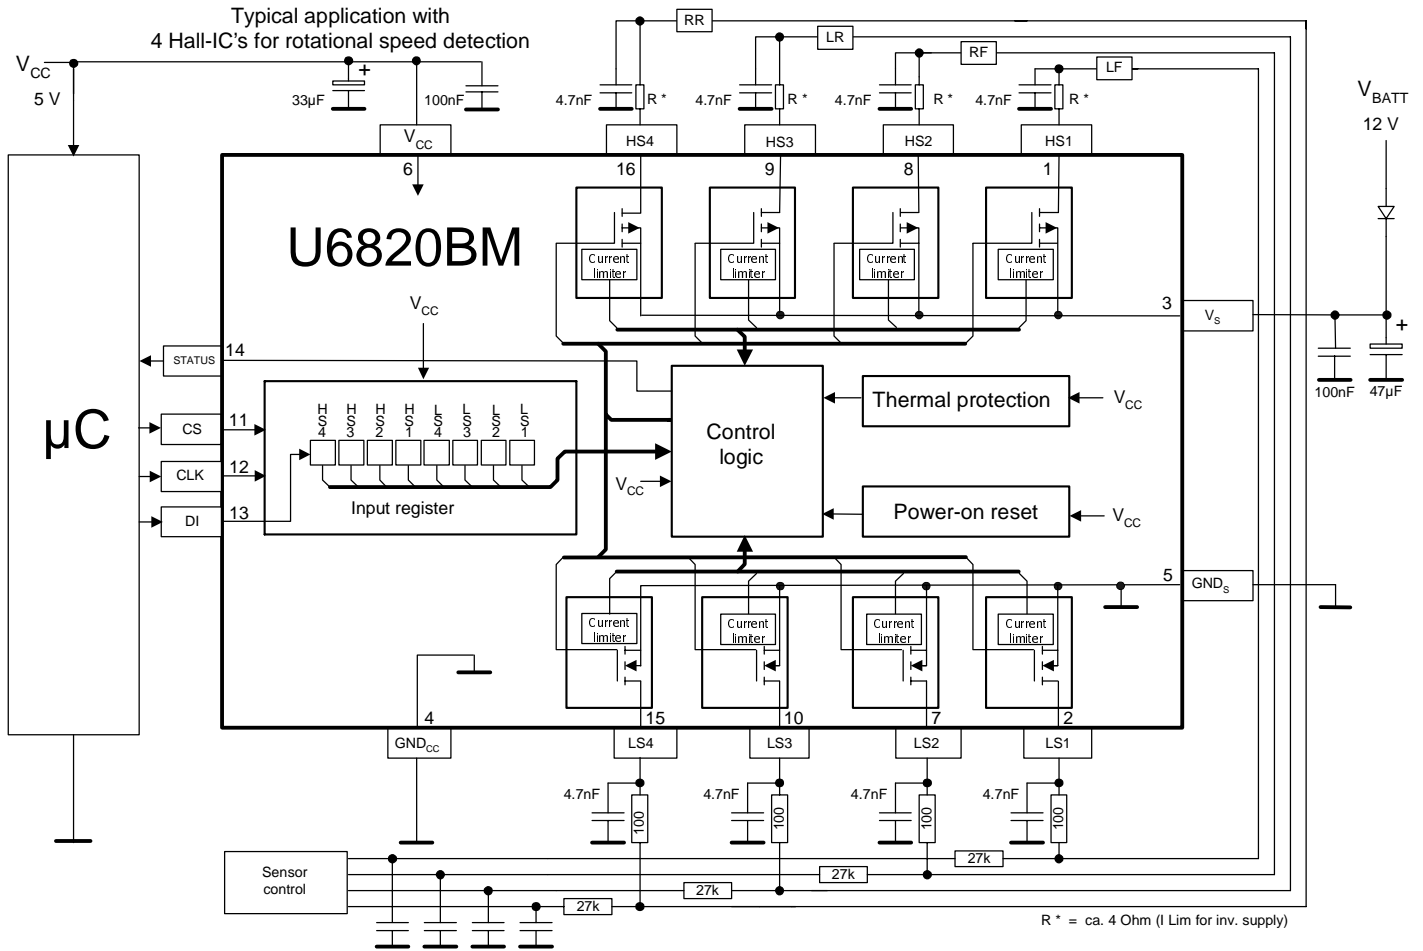 Typical application with
4 Hall-IC's for rotational speed detection
RR
LR
RF
LF
VCC
5 V
33µF
+
100nF
4.7nF
R *
4.7nF
R *
4.7nF
R *
4.7nF
R *
VBATT
12 V
VCC
HS4
HS3
HS2
HS1
6
16
9
8
1
U6820BM
Current
limiter
Current
limiter
Current
limiter
Current
limiter
VCC
3
VS
+
100nF
47µF
STATUS
14
µC
CS
11
CLK
12
DI
13
HS4
HS3
HS2
HS1
LS4
LS3
LS2
LS1
Input register
Control
logic
VCC
Thermal protection
VCC
Power-on reset
VCC
5
GNDS
Current
limiter
Current
limiter
Current
limiter
Current
limiter
4
15
10
7
2
GNDCC
LS4
LS3
LS2
LS1
4.7nF
100
4.7nF
100
4.7nF
100
4.7nF
100
Sensor
control
27k
27k
27k
27k
R * = ca. 4 Ohm (I Lim for inv. supply)